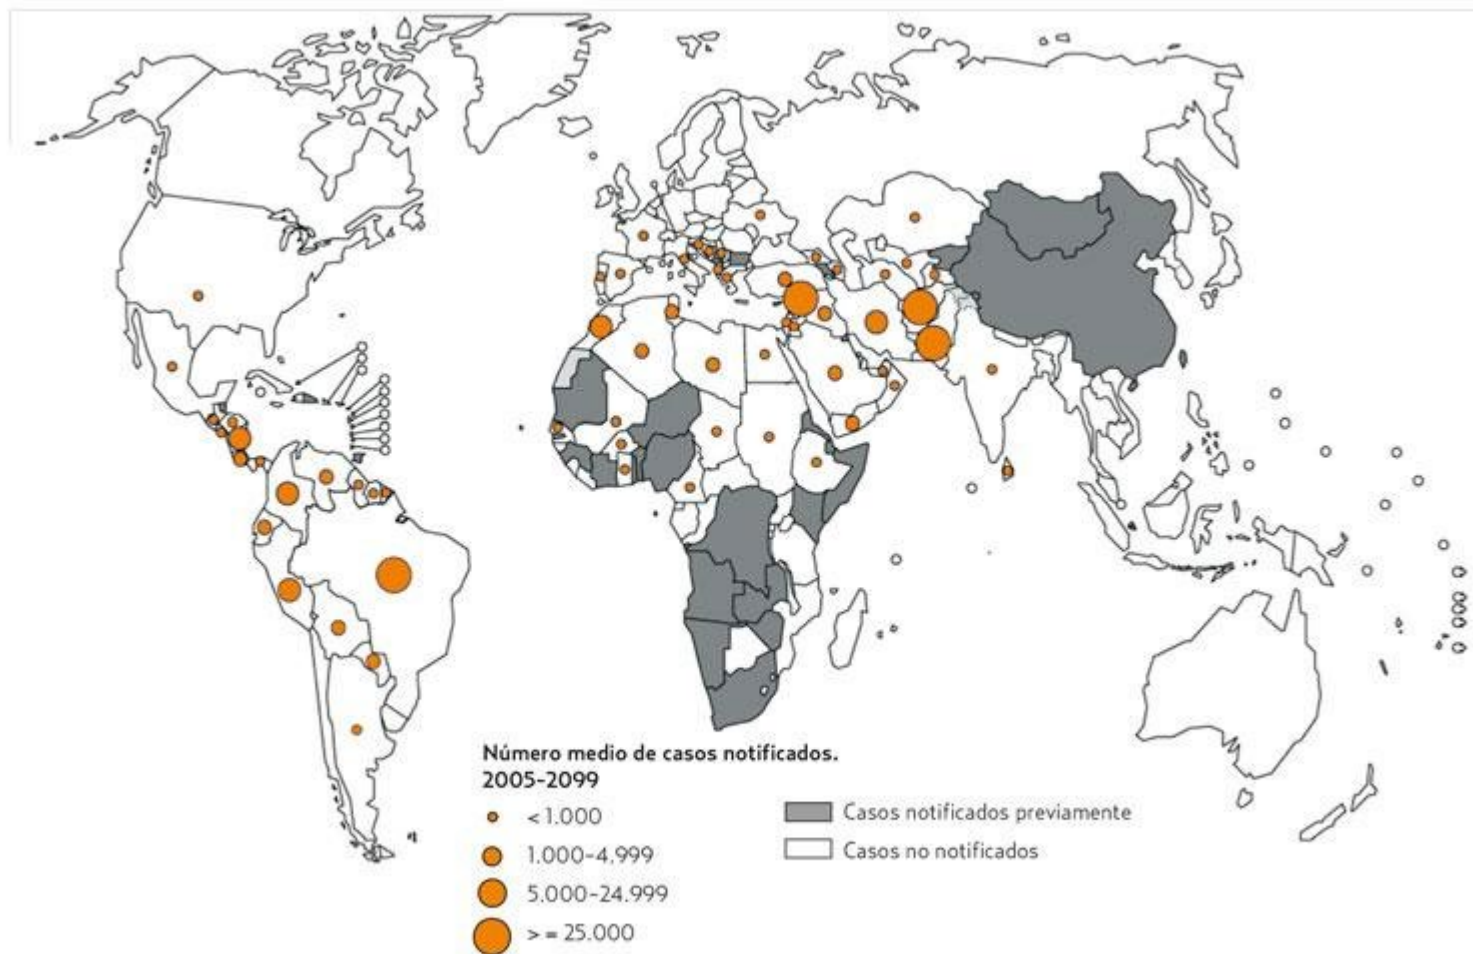 Número medio de casos notificados.
2005-2099
< 1.000
1.000-4.999
5.000-24.999
> = 25.000
Casos notificados previamente
Casos no notificados